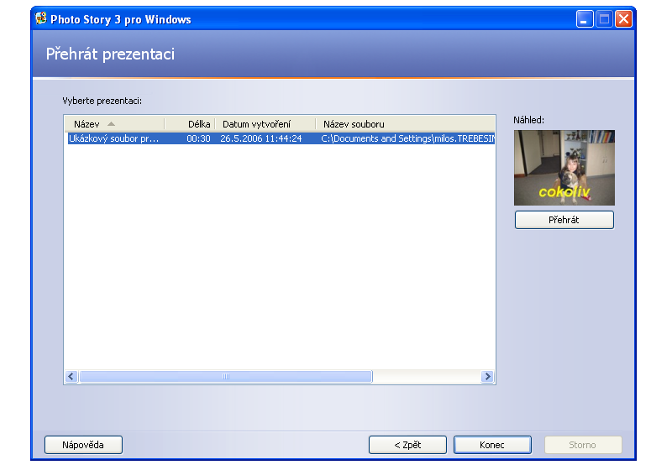 Photo Story 3 pro Windows
Přehrát prezentaci
Vyberte prezentaci:
Název Délka Datum vytvoření Název souboru
Ukázkový soubor pr... 00:30 26.5.2006 11:44:24 C:\Documents and Settings\milos.TREBESIN
Náhled:
cokoliv
Přehrát
Nápověda < Zpět Konec Storno